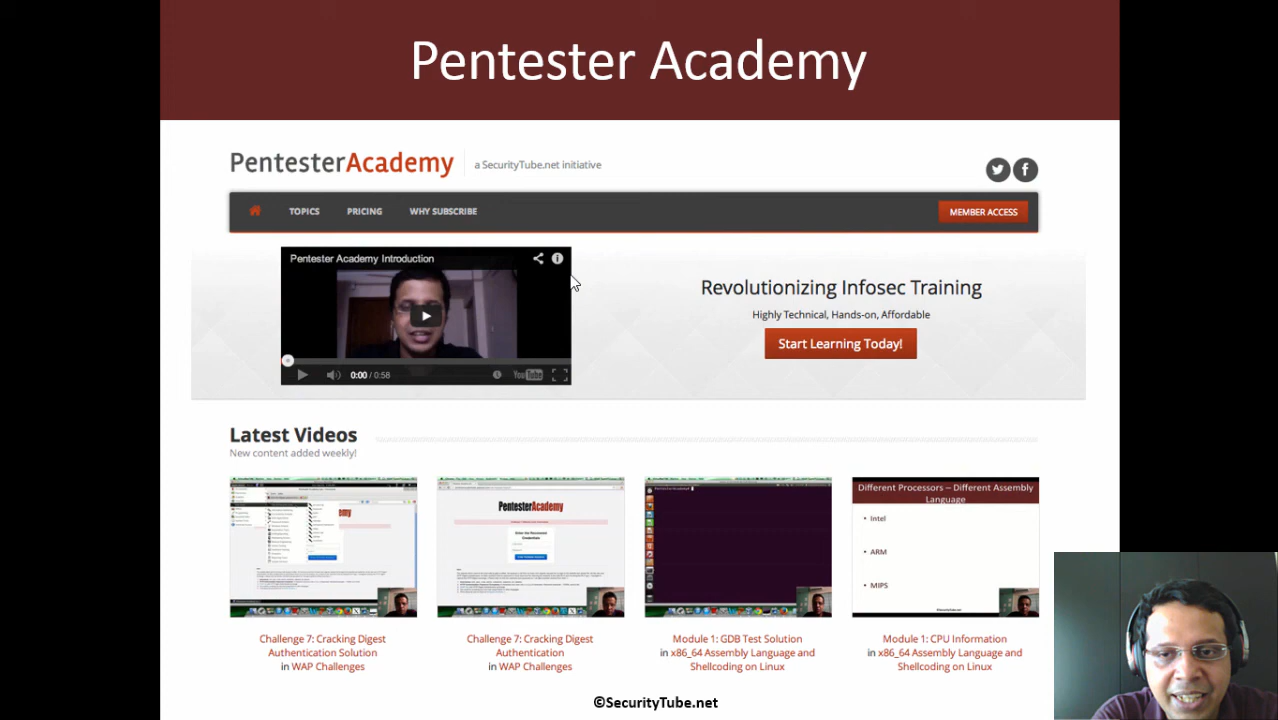 Pentester Academy
PentesterAcademy
a SecurityTube.net initiative
TOPICS
PRICING
WHY SUBSCRIBE
MEMBER ACCESS
Pentester Academy Introduction
0:00 / 0:58
YouTube
Revolutionizing Infosec Training
Highly Technical, Hands-on, Affordable
Start Learning Today!
Latest Videos
New content added weekly!
PentesterAcademy
Different Processors – Different Assembly
Language
• Intel
• ARM
• MIPS
Challenge 7: Cracking Digest
Authentication Solution
in WAP Challenges
Challenge 7: Cracking Digest
Authentication
in WAP Challenges
Module 1: GDB Test Solution
in x86_64 Assembly Language and
Shellcoding on Linux
Module 1: CPU Information
in x86_64 Assembly Language and
Shellcoding on Linux
©SecurityTube.net